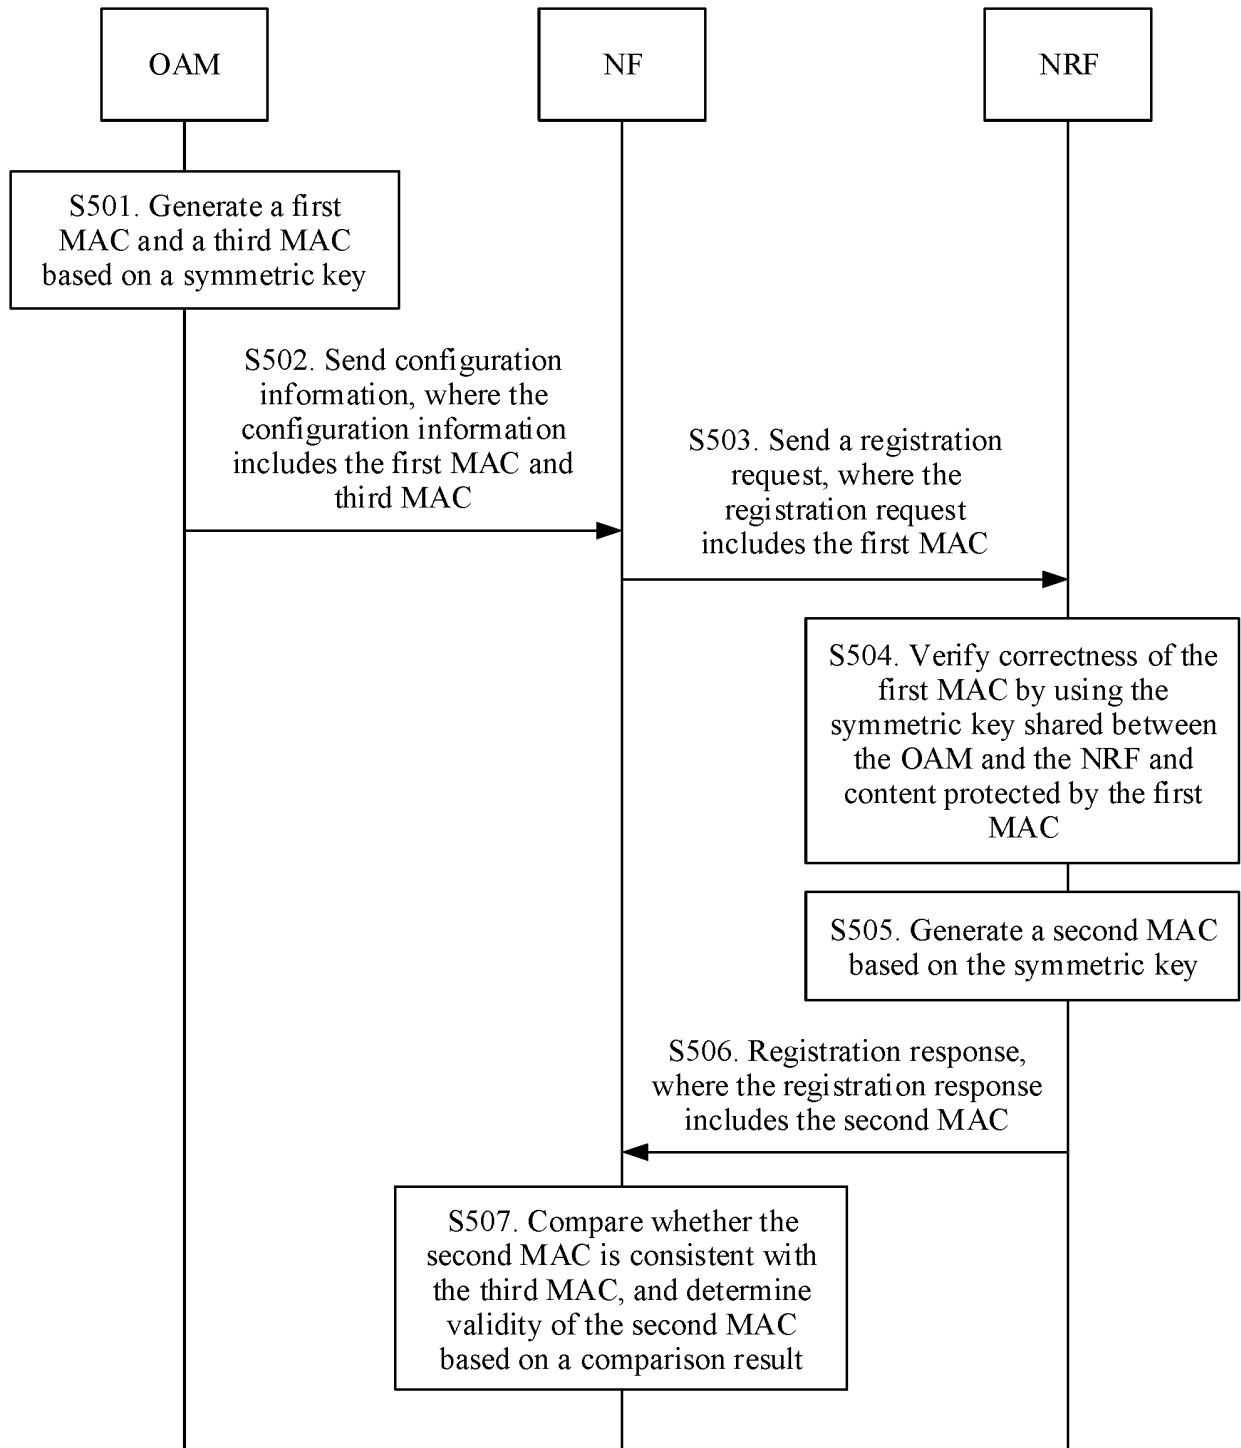 OAM
NF
NRF
S501. Generate a first
MAC and a third MAC
based on a symmetric key
S502. Send configuration
information, where the
configuration information
includes the first MAC and
third MAC
S503. Send a registration
request, where the
registration request
includes the first MAC
S504. Verify correctness of the
first MAC by using the
symmetric key shared between
the OAM and the NRF and
content protected by the first
MAC
S505. Generate a second MAC
based on the symmetric key
S506. Registration response,
where the registration response
includes the second MAC
S507. Compare whether the
second MAC is consistent with
the third MAC, and determine
validity of the second MAC
based on a comparison result